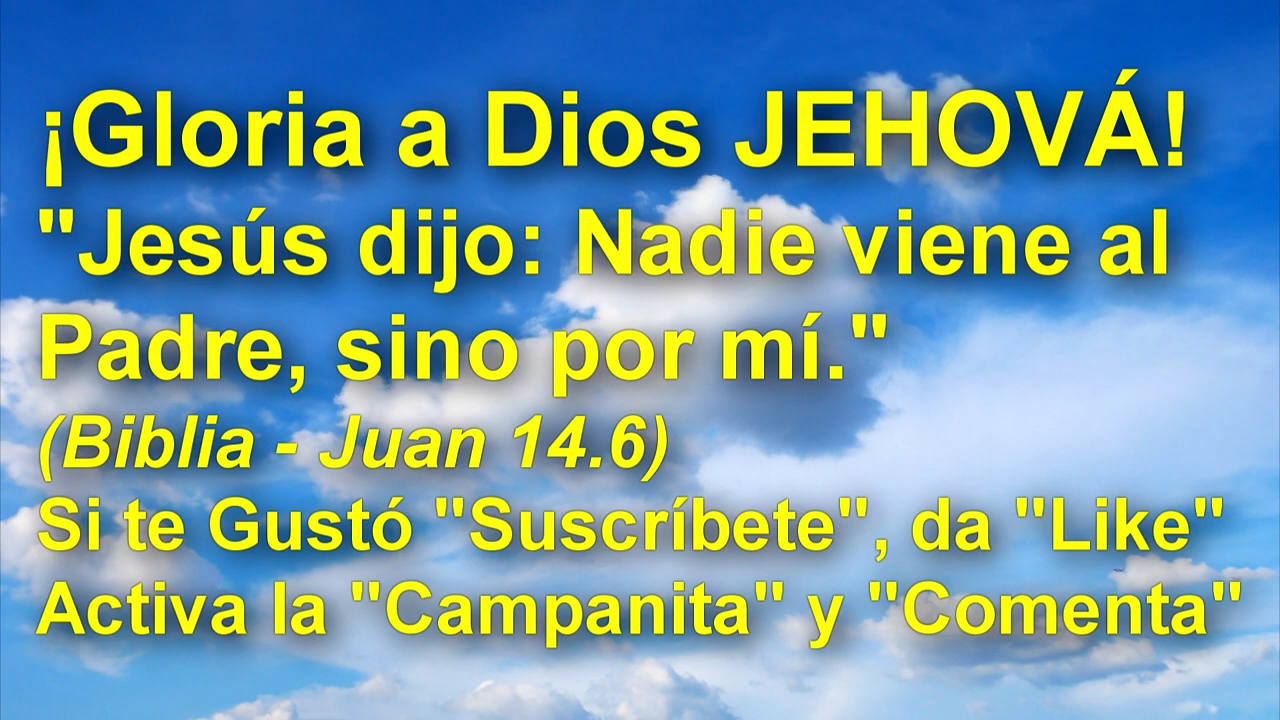 ¡Gloria a Dios JEHOVÁ!
"Jesús dijo: Nadie viene al
Padre, sino por mí."
(Biblia - Juan 14.6)
Si te Gustó "Suscríbete", da "Like"
Activa la "Campanita" y "Comenta"